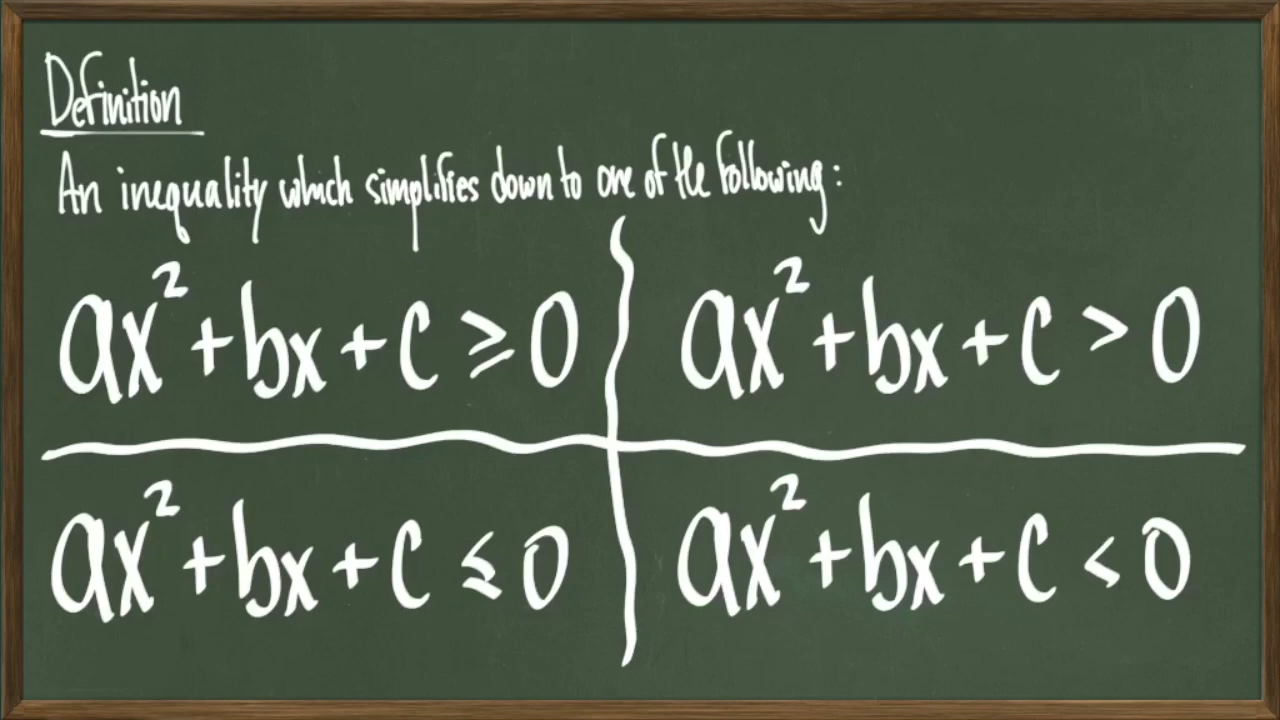 Definition
An inequality which simplifies down to one of the following:
ax² + bx + c ≥ 0
ax² + bx + c > 0
ax² + bx + c ≤ 0
ax² + bx + c < 0